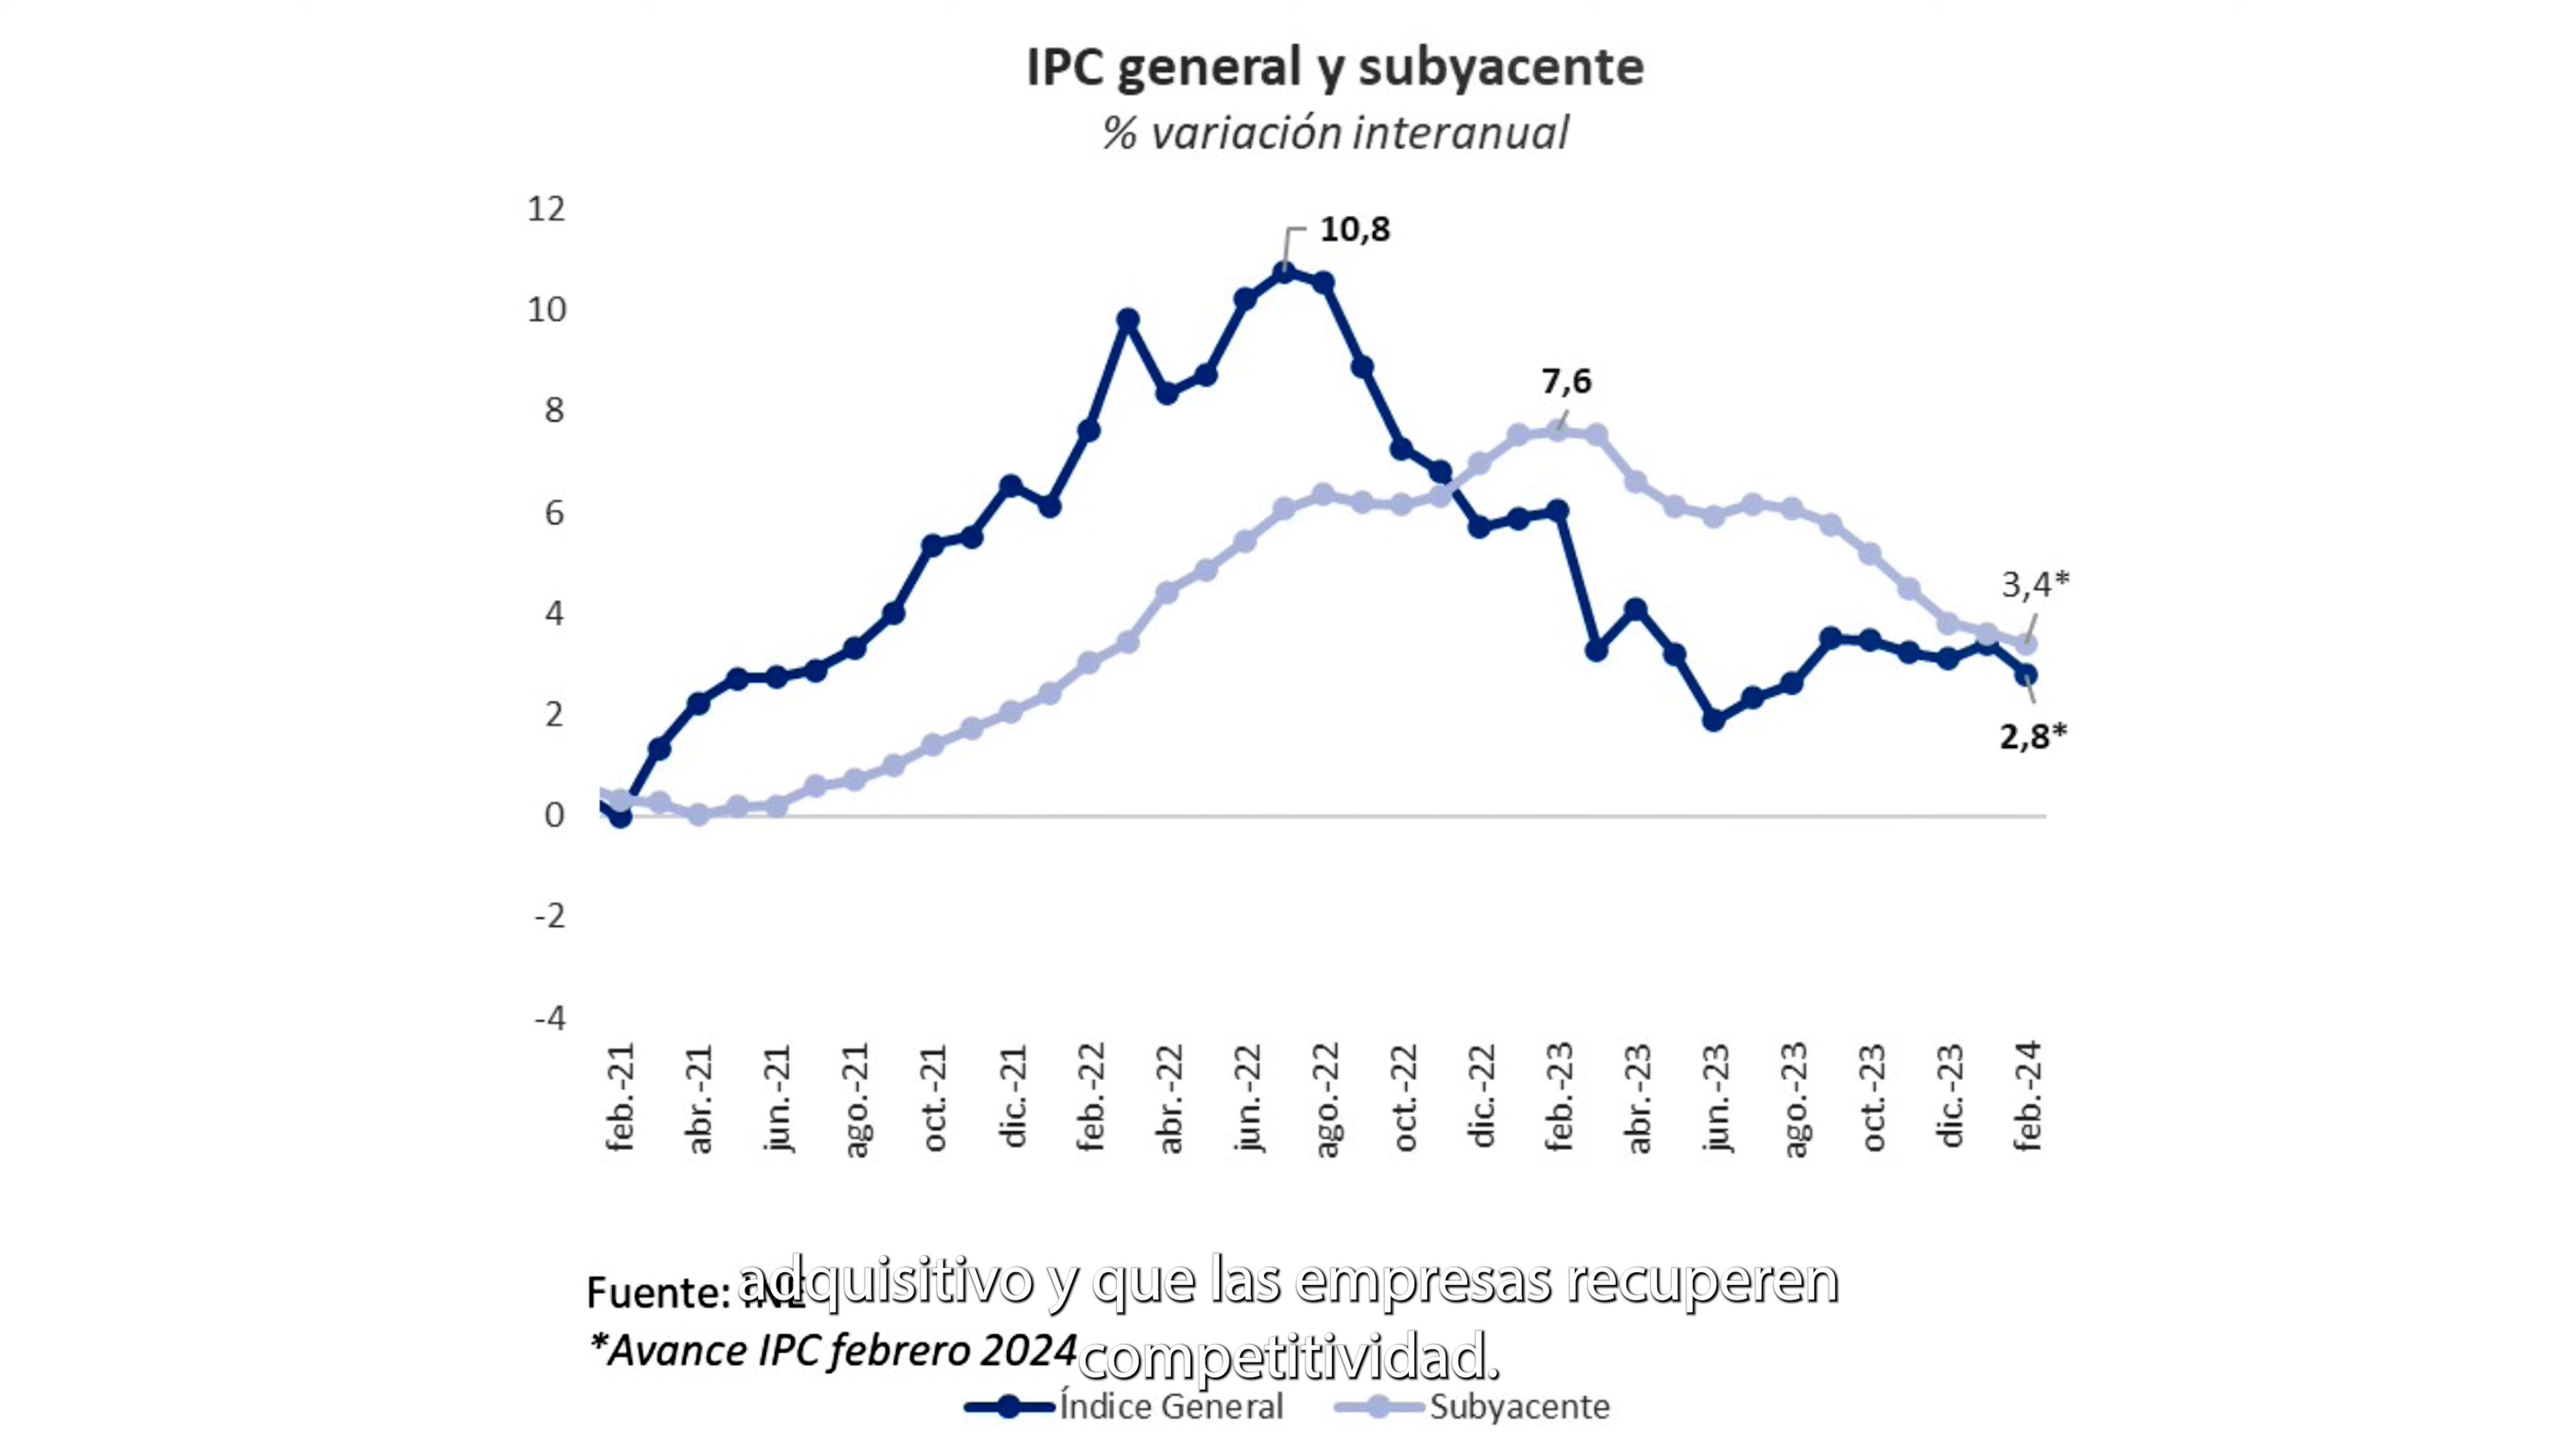 IPC general y subyacente
% variación interanual
12
10
8
6
4
2
0
-2
-4
10,8
7,6
3,4*
2,8*
feb.-21
abr.-21
jun.-21
ago.-21
oct.-21
dic.-21
feb.-22
abr.-22
jun.-22
ago.-22
oct.-22
dic.-22
feb.-23
abr.-23
jun.-23
ago.-23
oct.-23
dic.-23
feb.-24
Fuente: INE
*Avance IPC febrero 2024
adquisitivo y que las empresas recuperen
competitividad.
Índice General
Subyacente